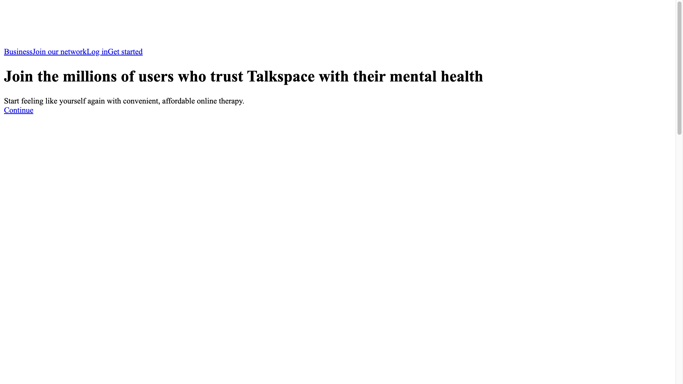 BusinessJoin our networkLog inGet started
Join the millions of users who trust Talkspace with their mental health
Start feeling like yourself again with convenient, affordable online therapy.
Continue